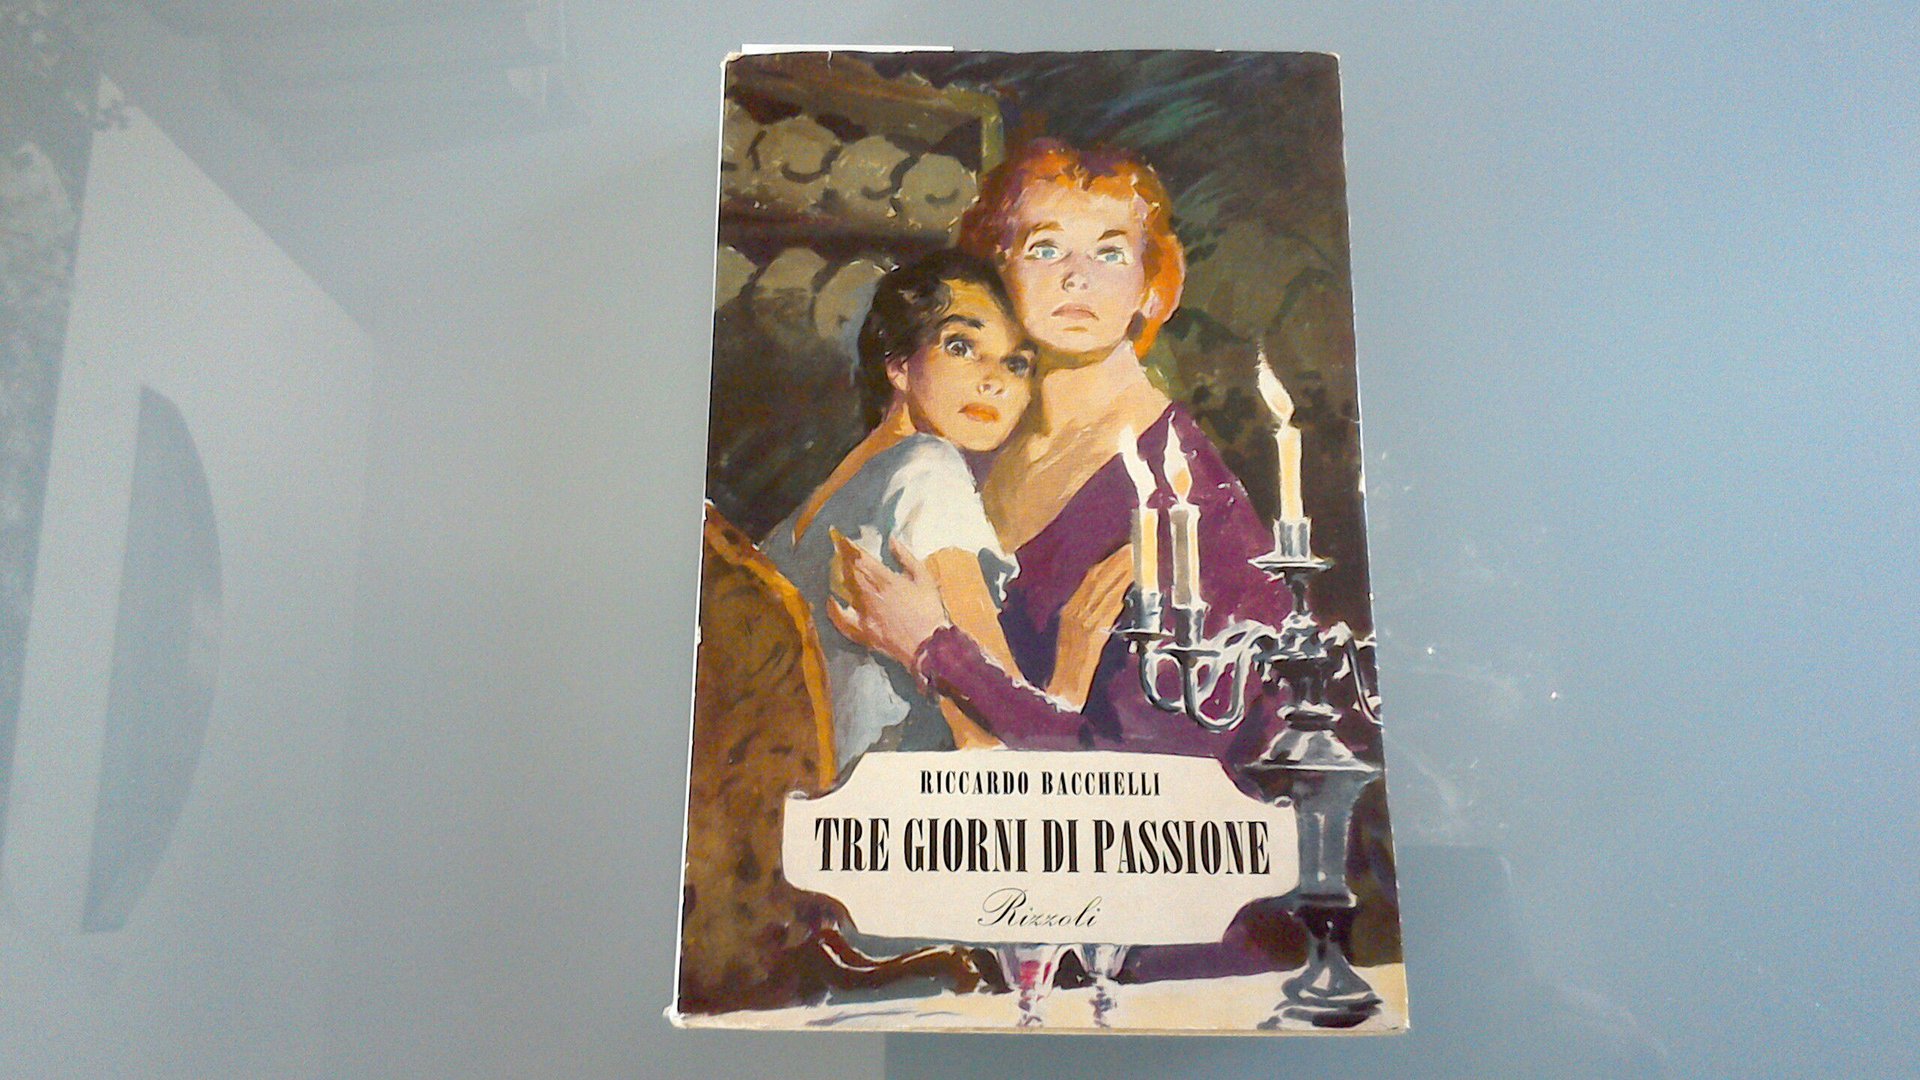 RICCARDO BACCHELLI
TRE GIORNI DI PASSIONE
Rizzoli